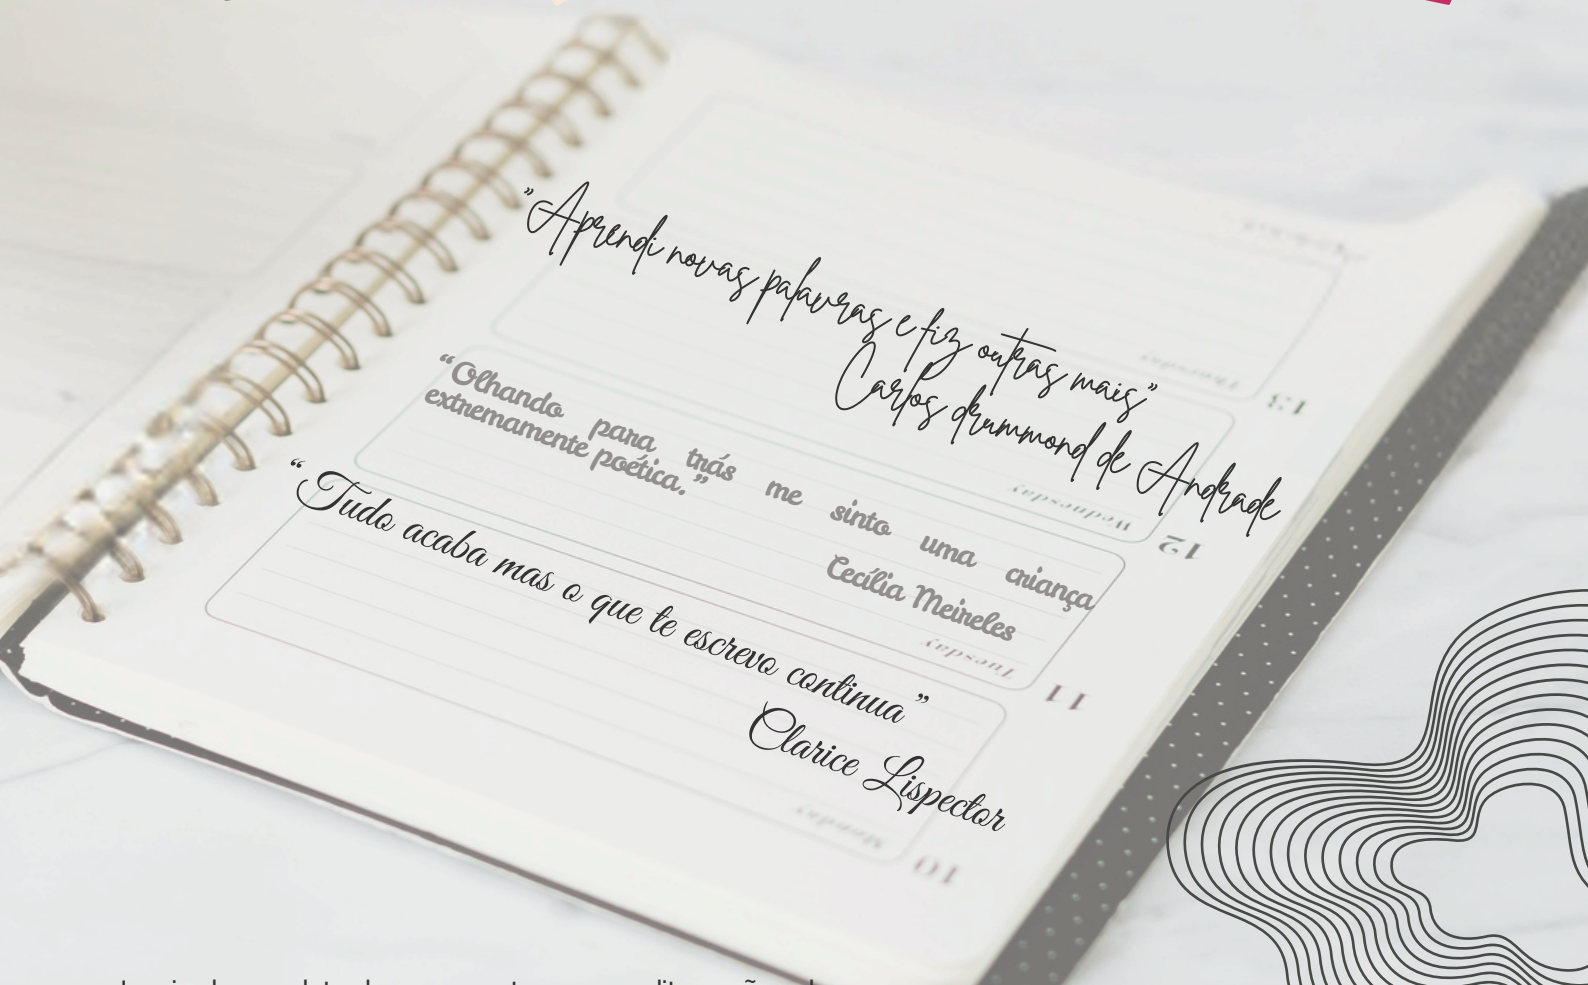 ”Aprendi novas palavras e fiz outras mais”
Carlos drummond de Andrade
“Olhando para trás me sinto uma criança
extremamente poética.”
Cecília Meireles
“Tudo acaba mas o que te escrevo continua”
Clarice Lispector
13
Thursday
12
Wednesday
11
Tuesday
10
Monday